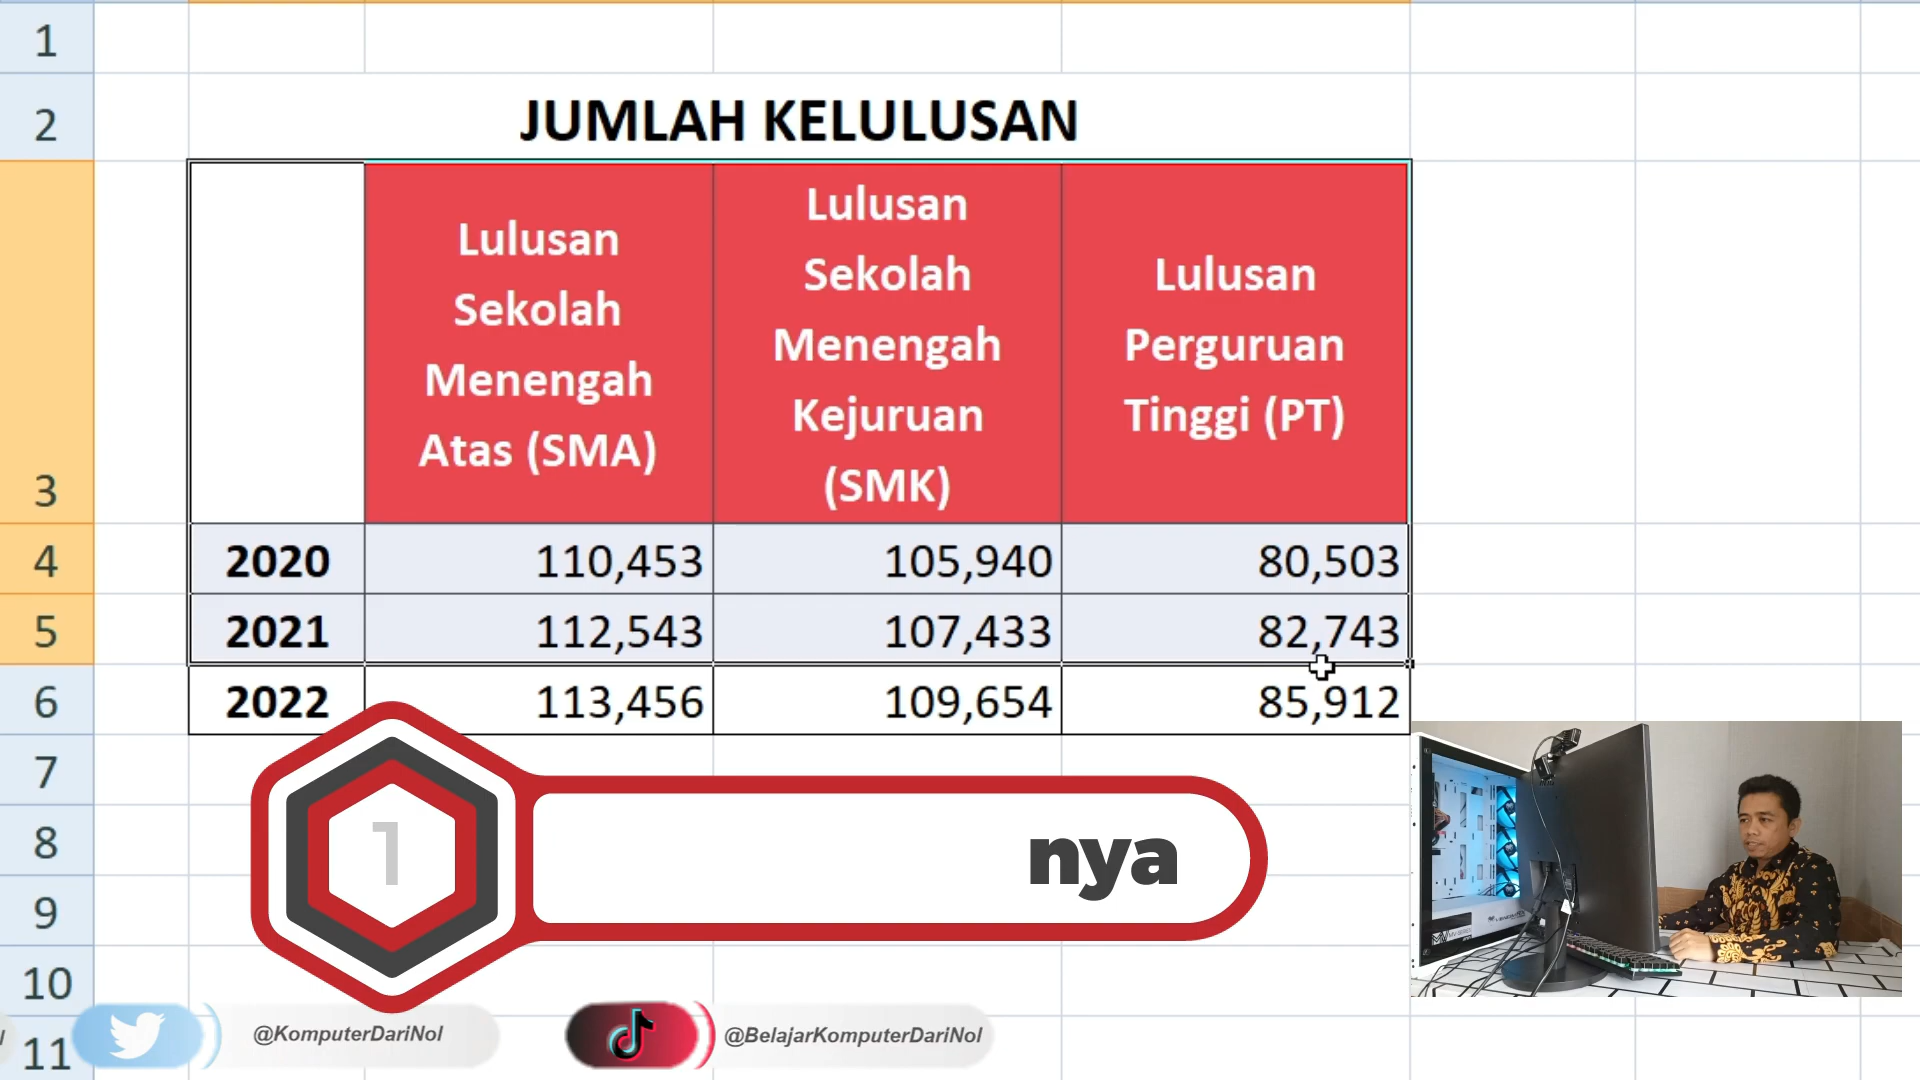 1
2
JUMLAH KELULUSAN
3
Lulusan
Sekolah
Menengah
Atas (SMA)
Lulusan
Sekolah
Menengah
Kejuruan
(SMK)
Lulusan
Perguruan
Tinggi (PT)
4 2020 110,453 105,940 80,503
5 2021 112,543 107,433 82,743
6 2022 113,456 109,654 85,912
7
8
1 nya
9
10
11
@KomputerDariNol
@BelajarKomputerDariNol